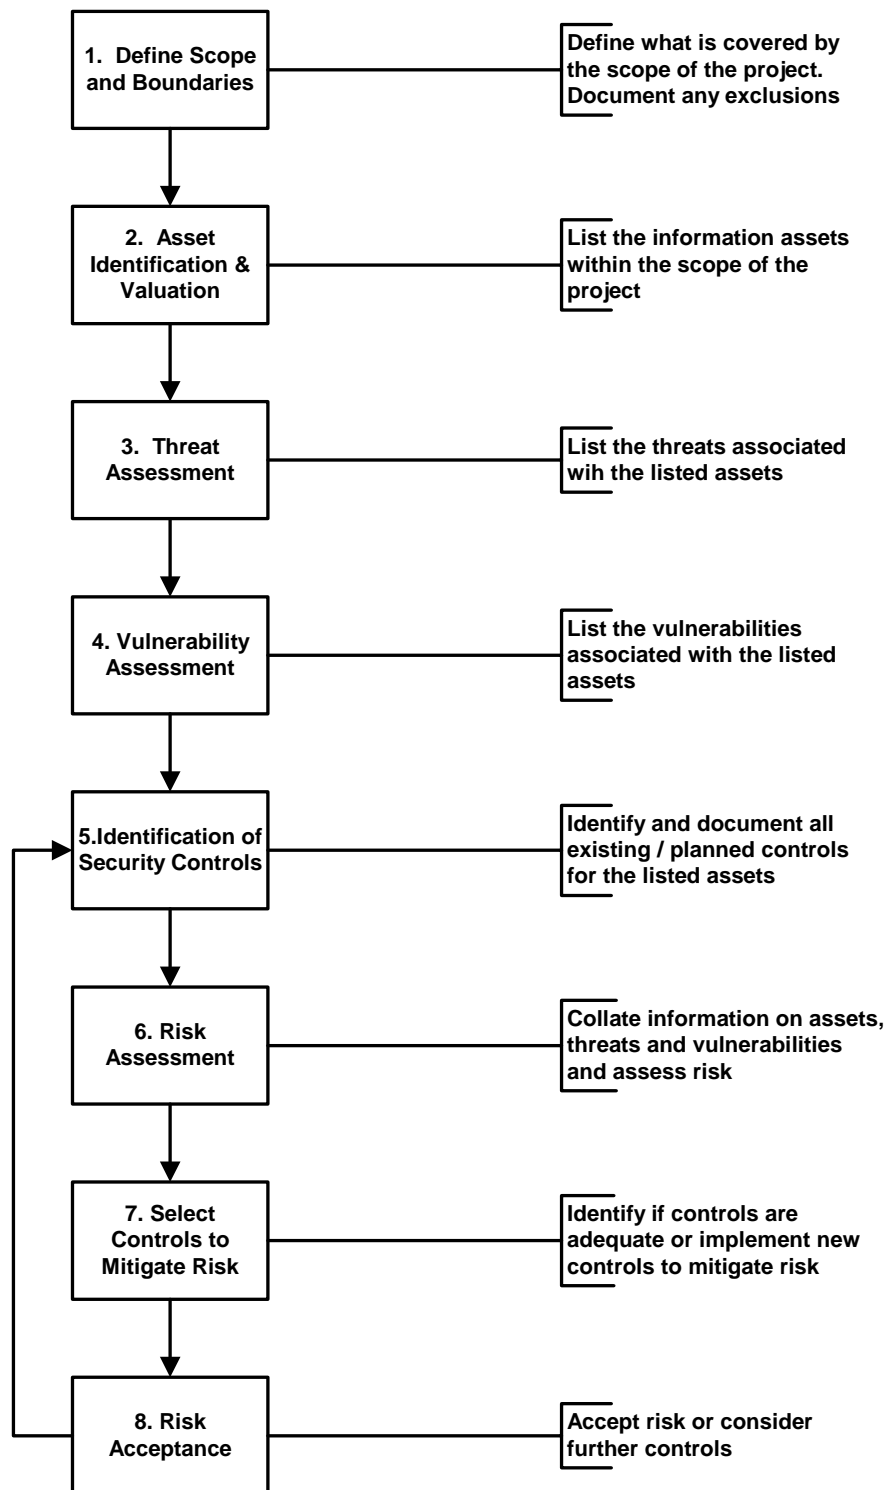 1.  Define Scope
and Boundaries
Define what is covered by
the scope of the project.
Document any exclusions
2.  Asset
Identification &
Valuation
List the information assets
within the scope of the
project
3.  Threat
Assessment
List the threats associated
wih the listed assets
4. Vulnerability
Assessment
List the vulnerabilities
associated with the listed
assets
5.Identification of
Security Controls
Identify and document all
existing / planned controls
for the listed assets
6. Risk
Assessment
Collate information on assets,
threats and vulnerabilities
and assess risk
7. Select
Controls to
Mitigate Risk
Identify if controls are
adequate or implement new
controls to mitigate risk
8. Risk
Acceptance
Accept risk or consider
further controls